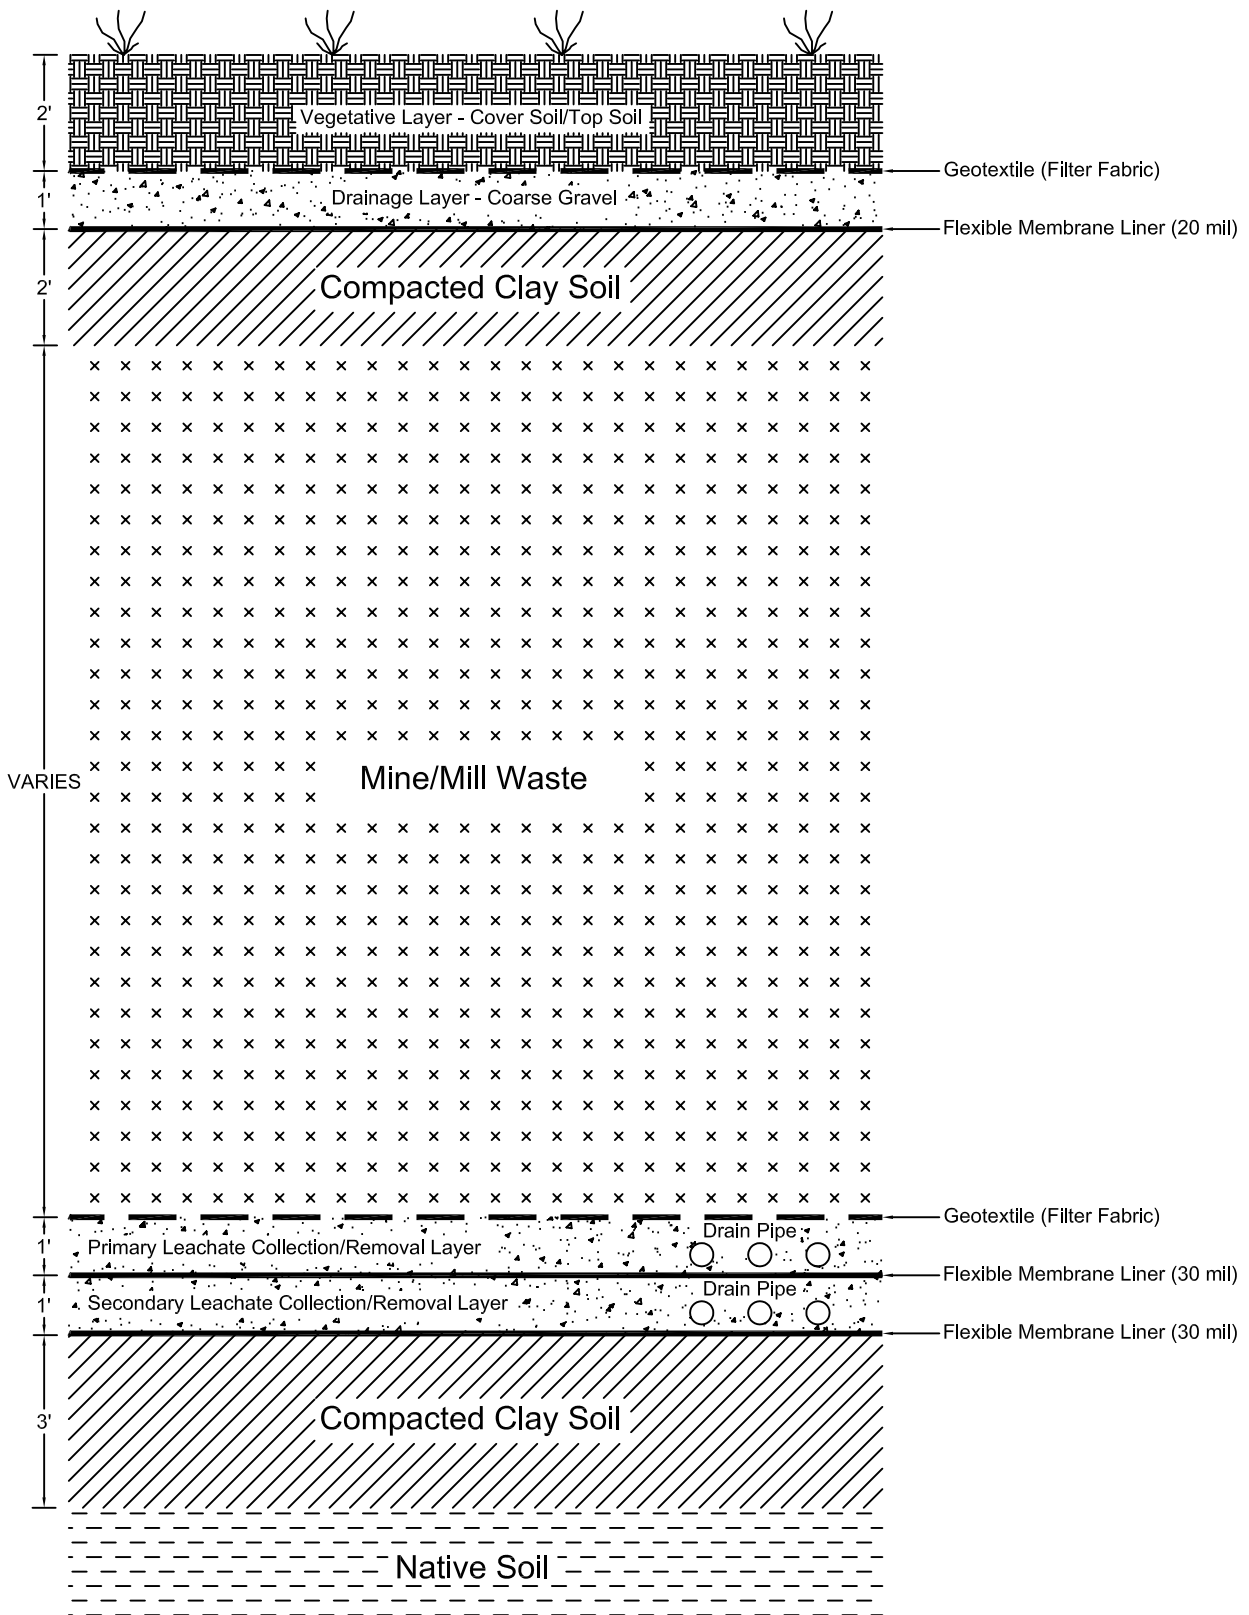 2'
Vegetative Layer - Cover Soil/Top Soil
Geotextile (Filter Fabric)
1'
Drainage Layer - Coarse Gravel
Flexible Membrane Liner (20 mil)
2'
Compacted Clay Soil
VARIES
Mine/Mill Waste
Geotextile (Filter Fabric)
1'
Primary Leachate Collection/Removal Layer
Drain Pipe
Flexible Membrane Liner (30 mil)
1'
Secondary Leachate Collection/Removal Layer
Drain Pipe
Flexible Membrane Liner (30 mil)
3'
Compacted Clay Soil
Native Soil